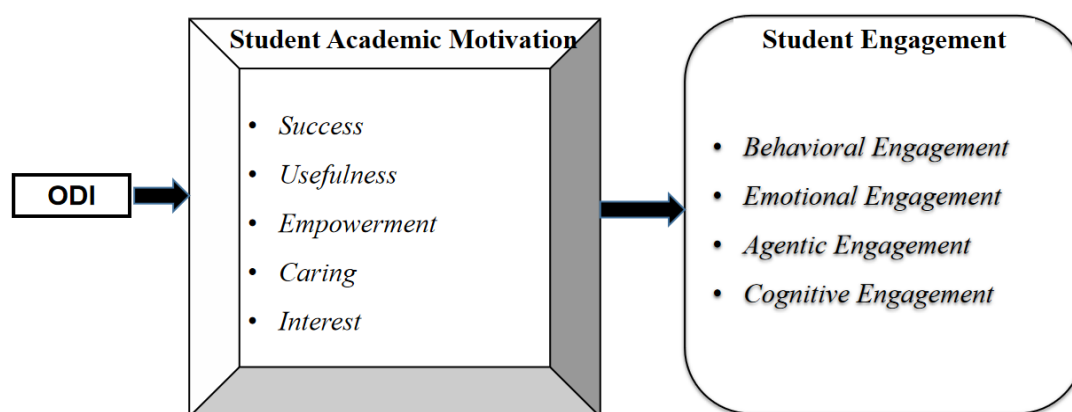 ODI
Student Academic Motivation
• Success
• Usefulness
• Empowerment
• Caring
• Interest
Student Engagement
• Behavioral Engagement
• Emotional Engagement
• Agentic Engagement
• Cognitive Engagement